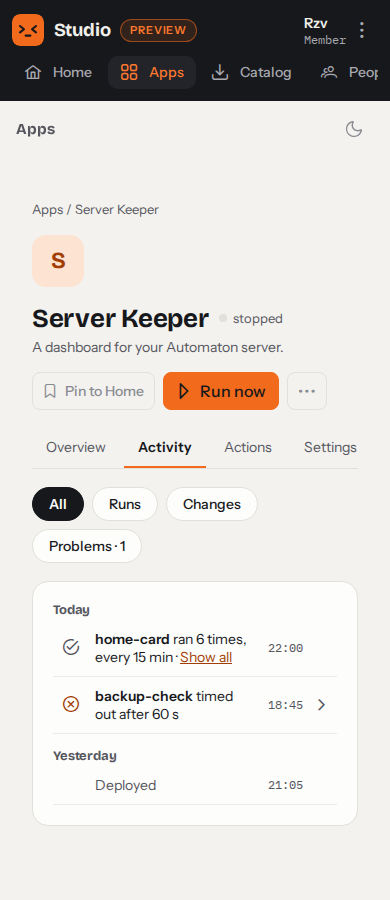 Studio PREVIEW
Rzv
Member
Home Apps Catalog
Apps
Apps / Server Keeper
S
Server Keeper stopped
A dashboard for your Automaton server.
Pin to Home Run now
Overview Activity Actions Settings
All Runs Changes
Problems · 1
Today
home-card ran 6 times,
every 15 min · Show all 22:00
backup-check timed
out after 60 s 18:45
Yesterday
Deployed 21:05